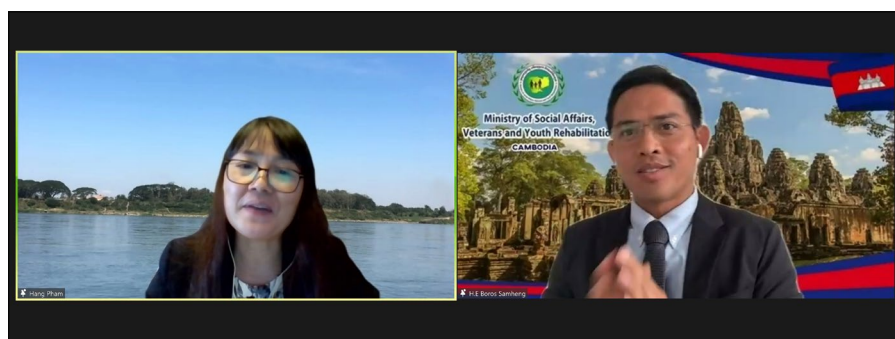 Ministry of Social Affairs,
Veterans and Youth Rehabilitatio
CAMBODIA
Hang Pham
H.E Boros Samheng